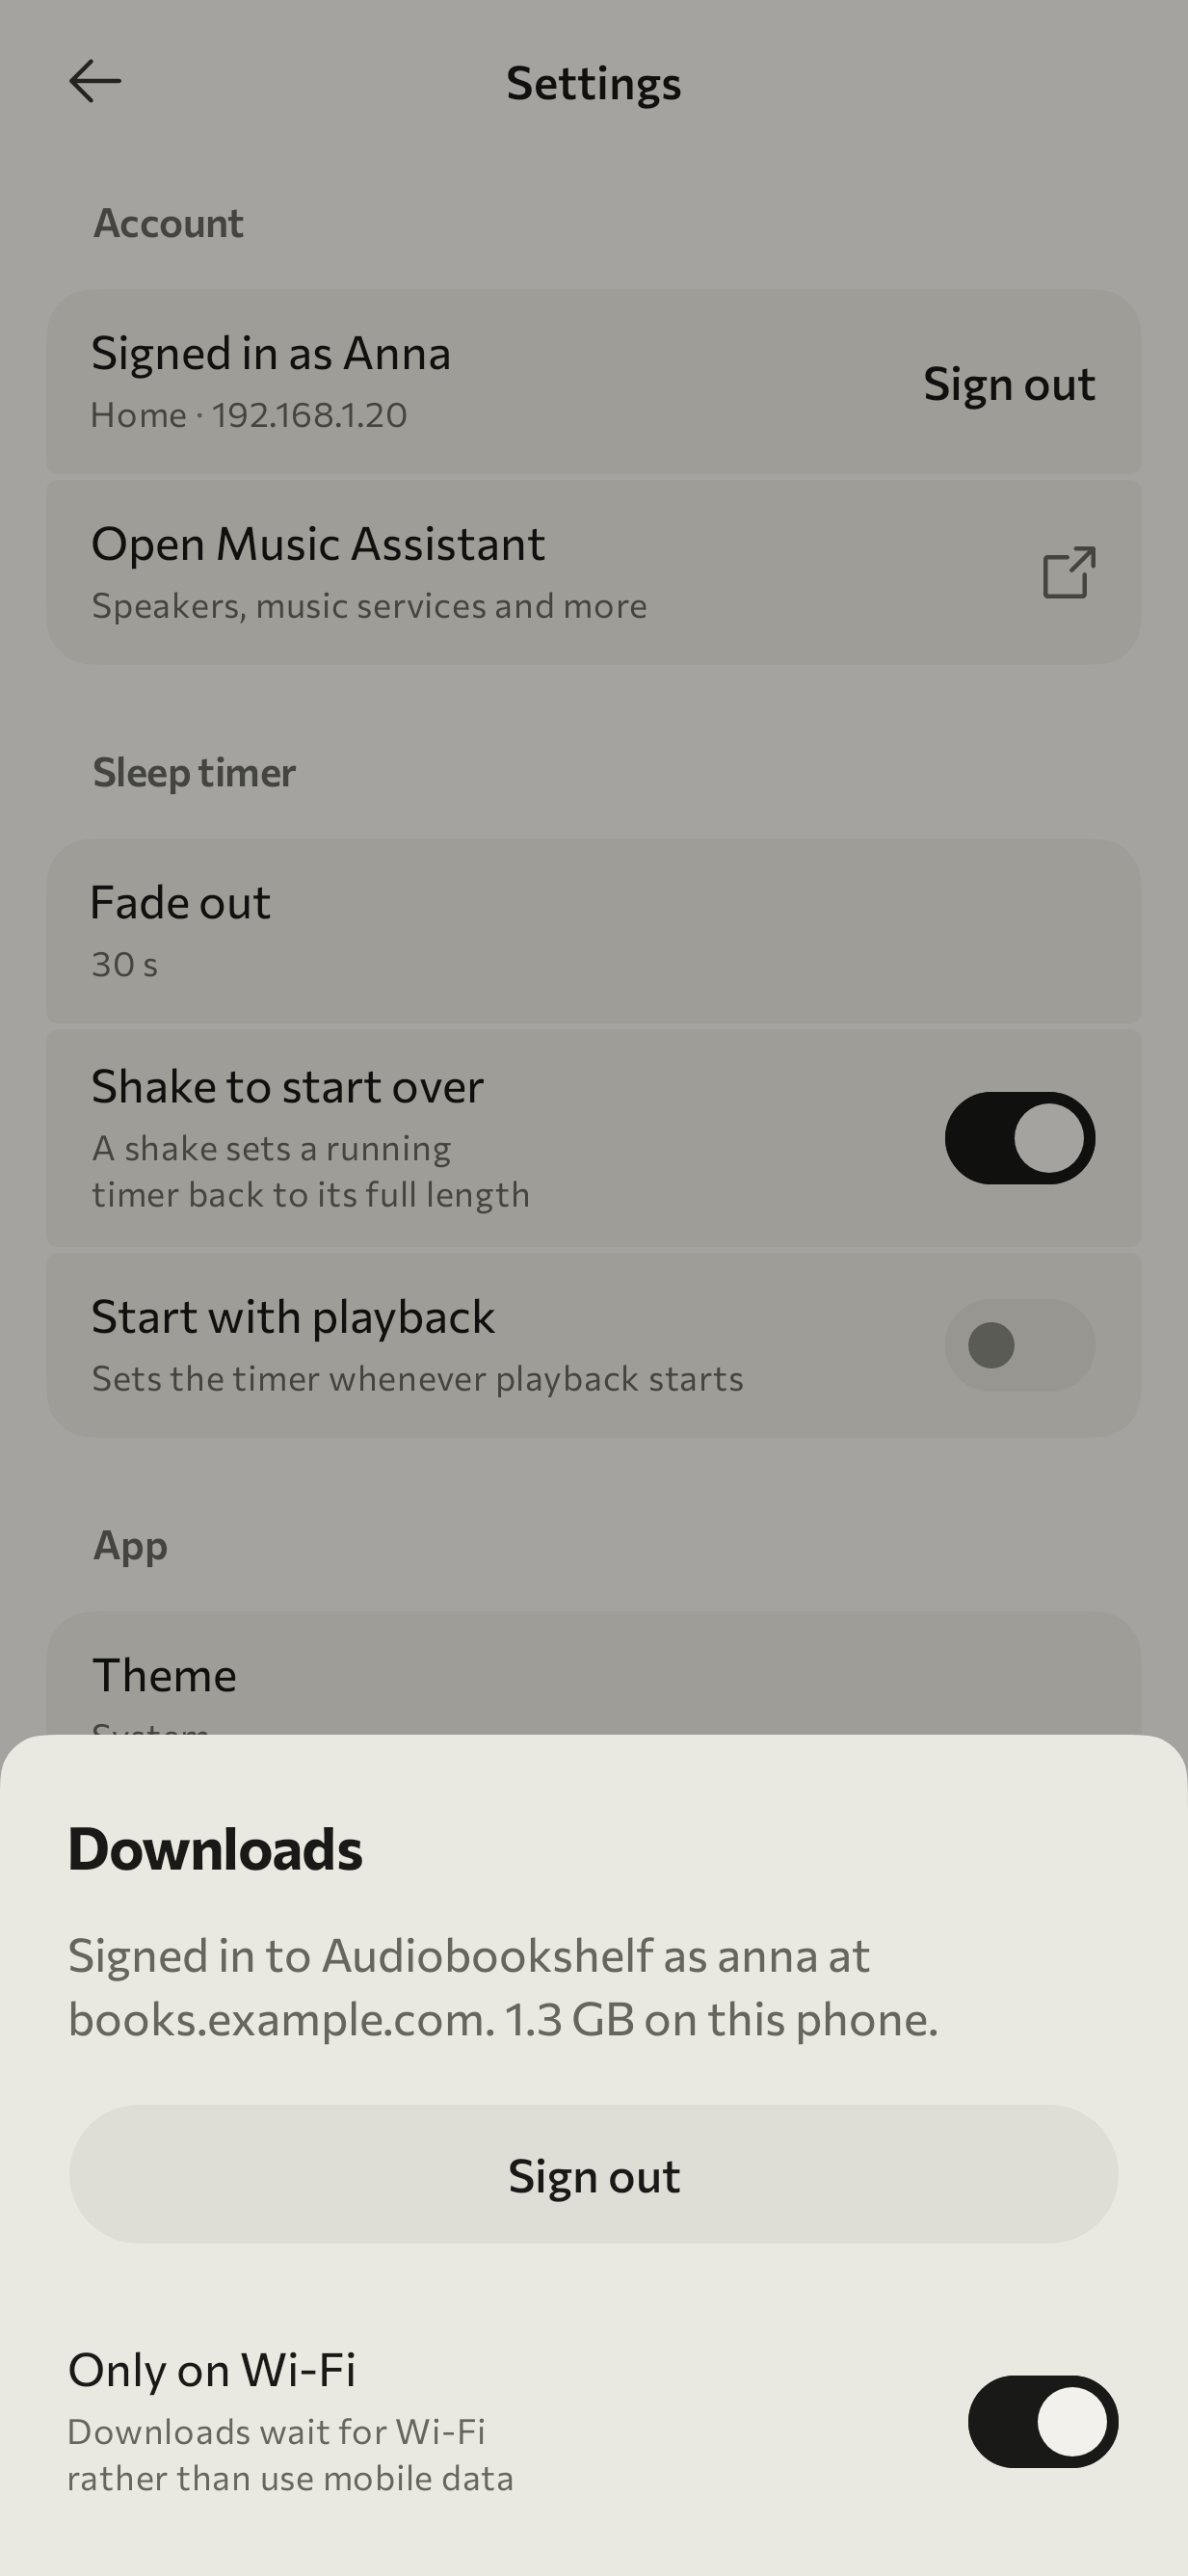 Settings
Account
Signed in as Anna
Home · 192.168.1.20
Sign out
Open Music Assistant
Speakers, music services and more
Sleep timer
Fade out
30 s
Shake to start over
A shake sets a running
timer back to its full length
Start with playback
Sets the timer whenever playback starts
App
Theme
System
Downloads
Signed in to Audiobookshelf as anna at
books.example.com. 1.3 GB on this phone.
Sign out
Only on Wi-Fi
Downloads wait for Wi-Fi
rather than use mobile data